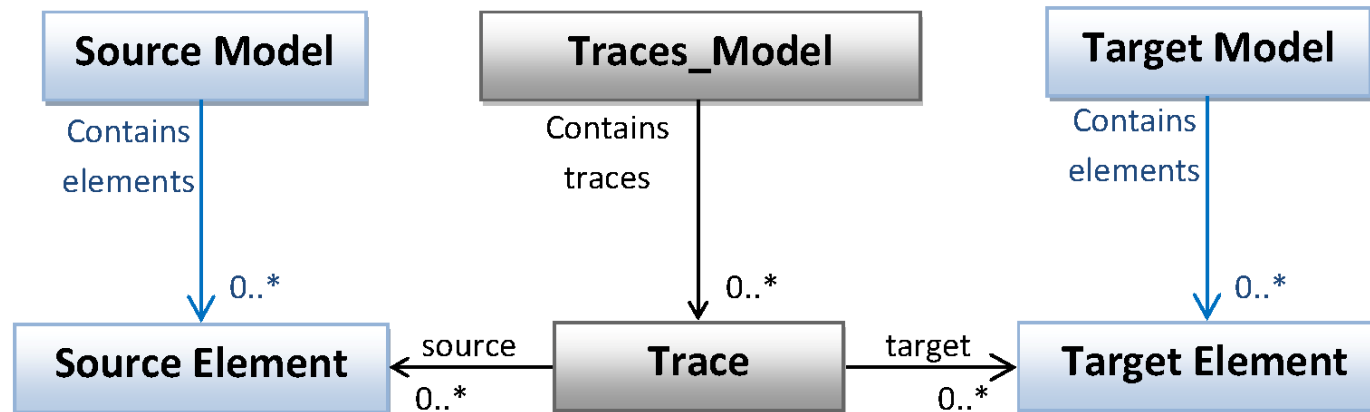 Source Model
Traces_Model
Target Model
Contains
elements
Contains
traces
Contains
elements
0..*
0..*
0..*
Source Element
source
0..*
Trace
target
0..*
Target Element